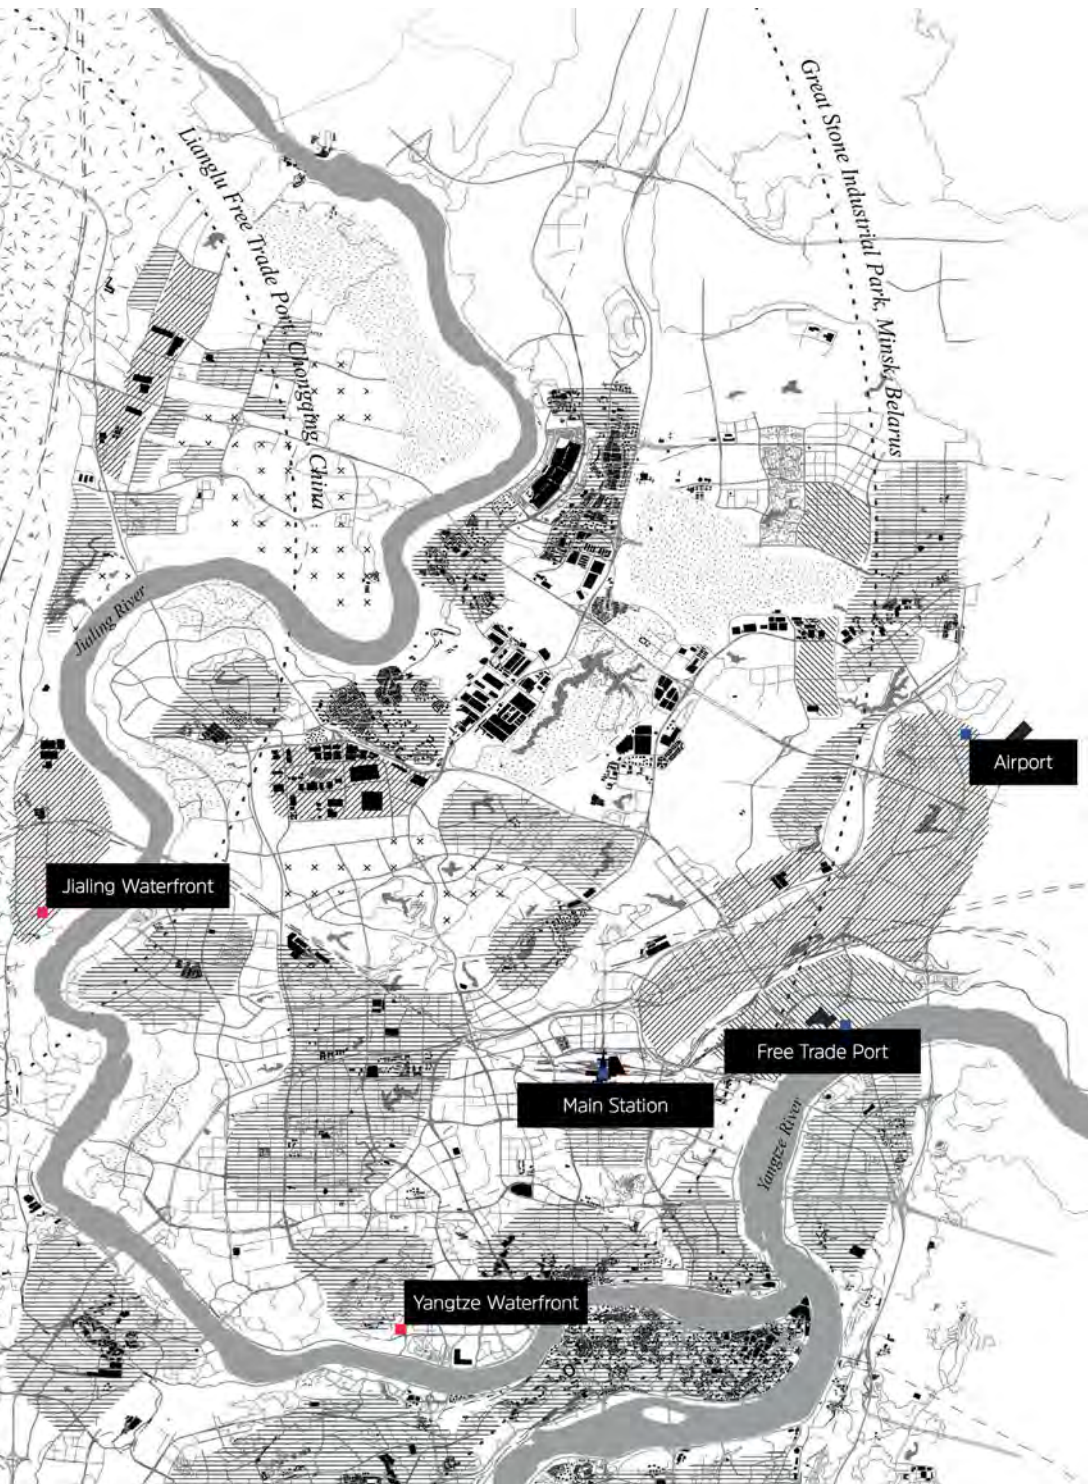 Great Stone Industrial Park, Minsk, Belarus
Lianglu Free Trade Port, Chongqing, China
Jialing River
Airport
Jialing Waterfront
Free Trade Port
Main Station
Yangtze River
Yangtze Waterfront